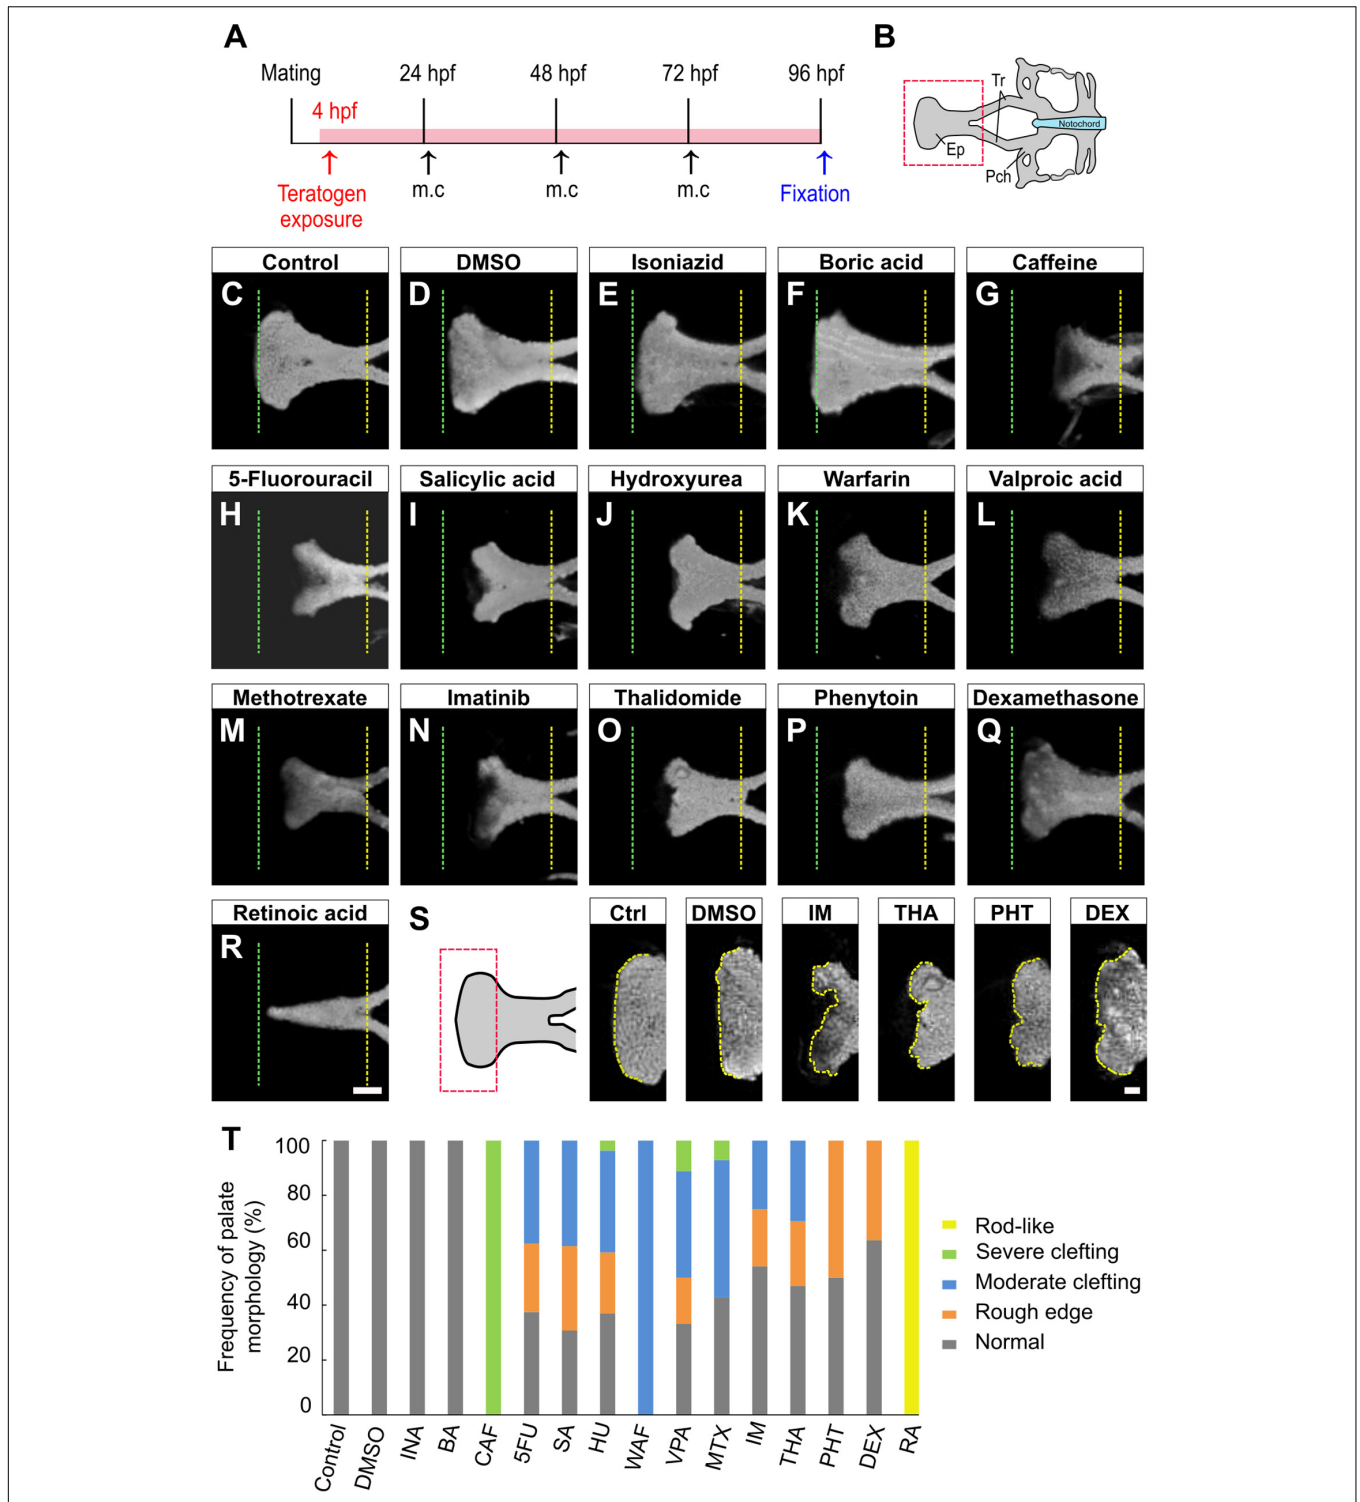 A
Mating
24 hpf
48 hpf
72 hpf
96 hpf
4 hpf
Teratogen
exposure
m.c
m.c
m.c
Fixation
B
Tr
Notochord
Ep
Pch
Control
C
DMSO
D
Isoniazid
E
Boric acid
F
Caffeine
G
5-Fluorouracil
H
Salicylic acid
I
Hydroxyurea
J
Warfarin
K
Valproic acid
L
Methotrexate
M
Imatinib
N
Thalidomide
O
Phenytoin
P
Dexamethasone
Q
Retinoic acid
R
S
Ctrl
DMSO
IM
THA
PHT
DEX
T
Frequency of palate
morphology (%)
100
80
60
40
20
0
Control
DMSO
INA
BA
CAF
5FU
SA
HU
WAF
VPA
MTX
IM
THA
PHT
DEX
RA
Rod-like
Severe clefting
Moderate clefting
Rough edge
Normal